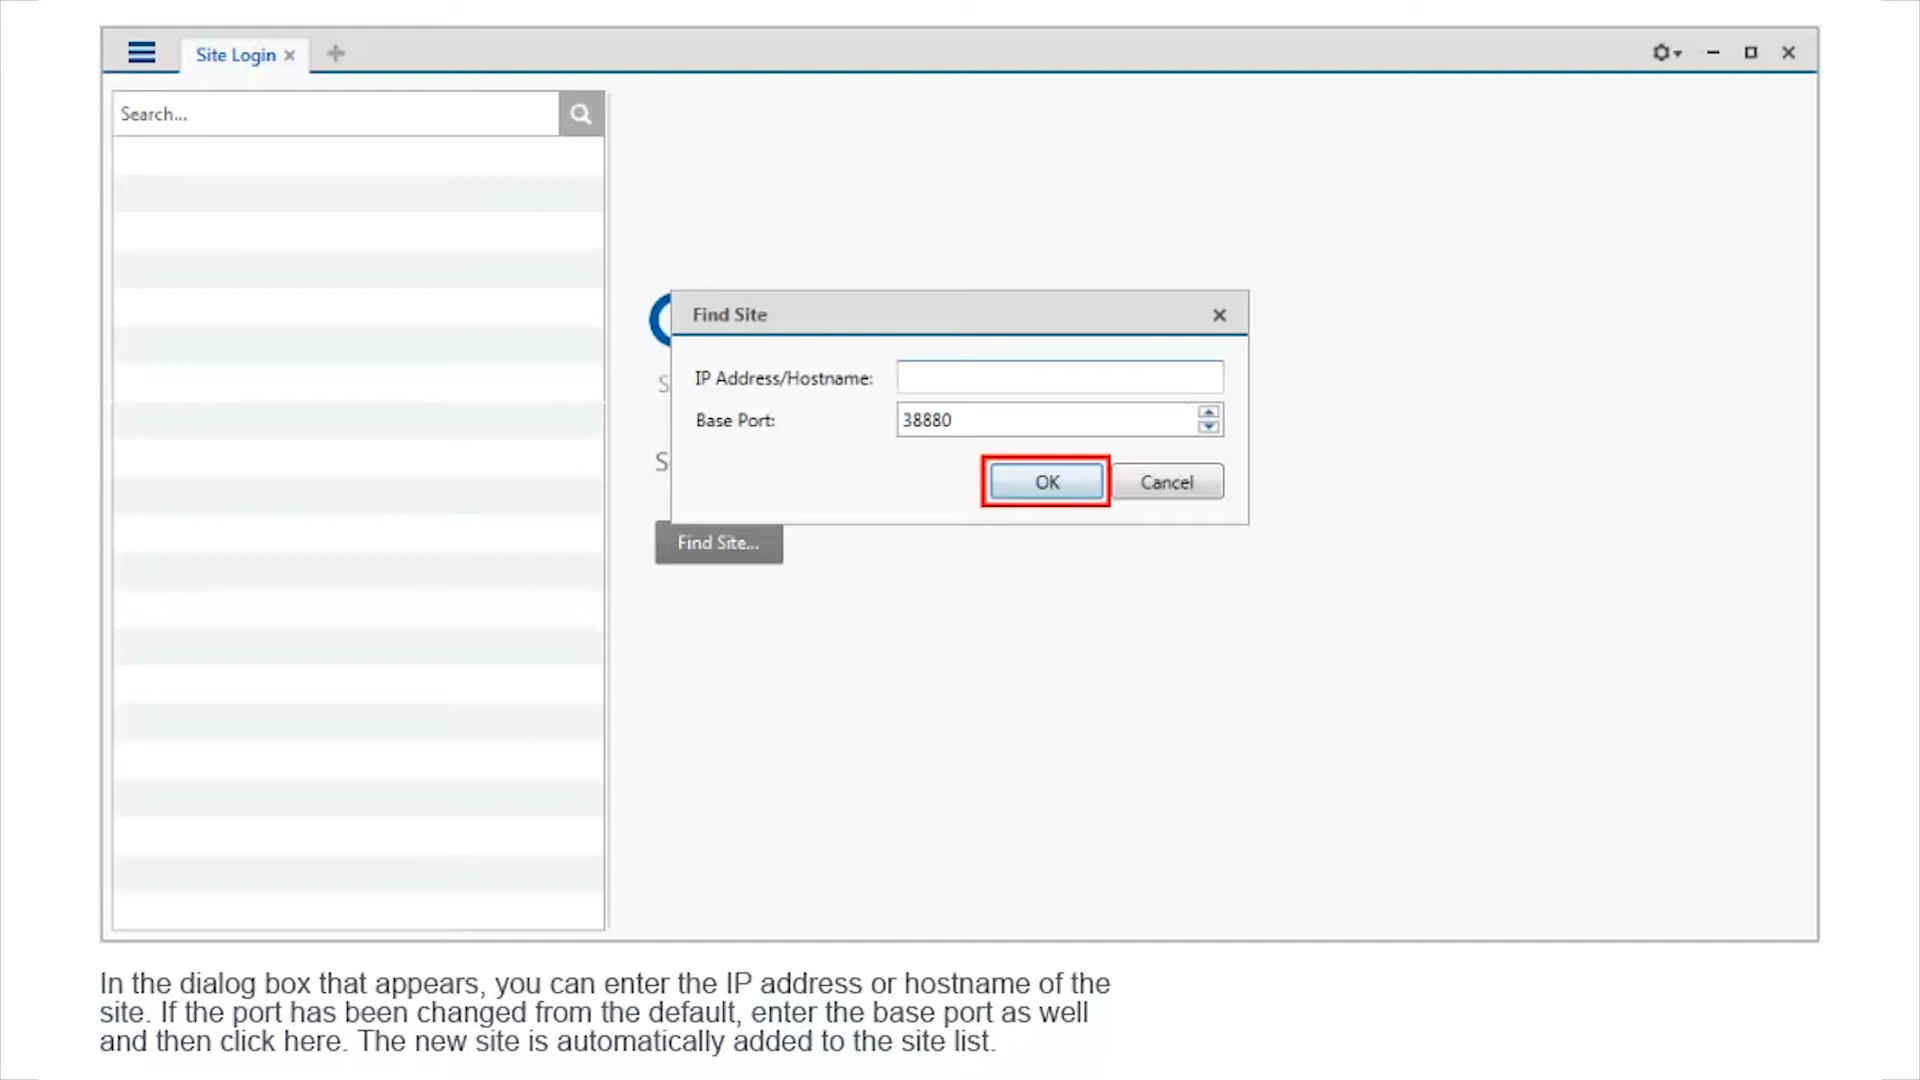 Site Login
Search...
Find Site
IP Address/Hostname:
Base Port: 38880
S
OK Cancel
Find Site...
In the dialog box that appears, you can enter the IP address or hostname of the
site. If the port has been changed from the default, enter the base port as well
and then click here. The new site is automatically added to the site list.